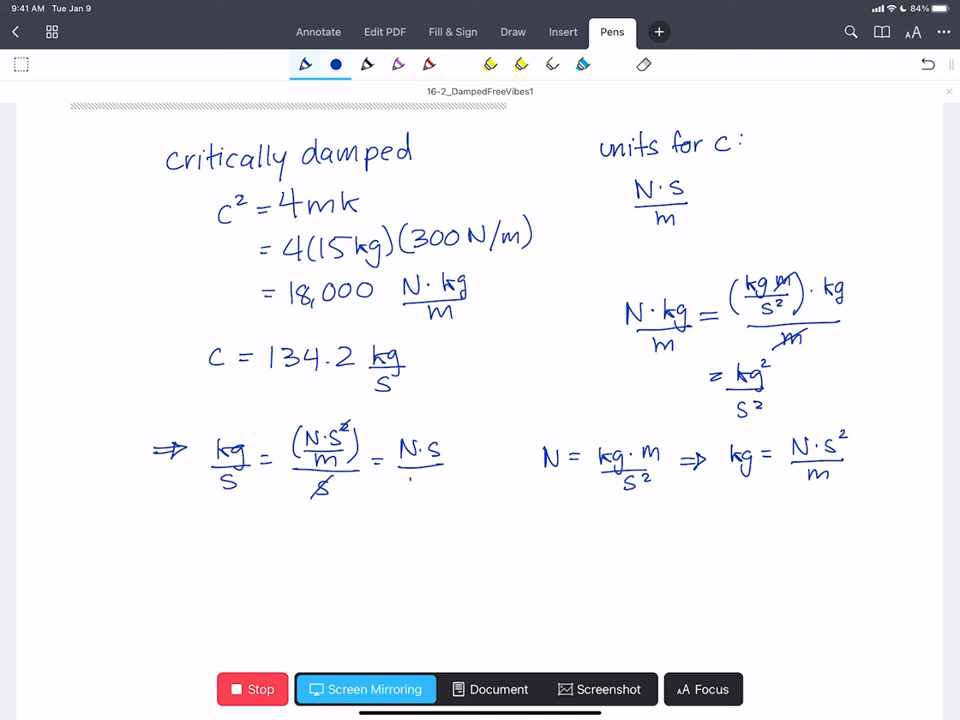 9:41 AM Tue Jan 9
84%
Annotate Edit PDF Fill & Sign Draw Insert Pens
AA
16-2_DampedFreeVibes1
critically damped
c² = 4mk
= 4(15kg)(300 N/m)
= 18,000 N·kg/m
c = 134.2 kg/s
⇒ kg/s = (N·s²/m)/s = N·s/
units for c:
N·s/m
N·kg/m = (kg m/s²)·kg/m
= kg²/s²
N = kg·m/s² ⇒ kg = N·s²/m
Stop Screen Mirroring Document Screenshot AA Focus